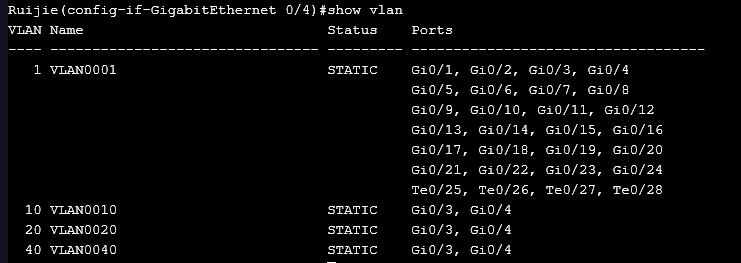 Ruijie(config-if-GigabitEthernet 0/4)#show vlan
VLAN Name                             Status    Ports
---- -------------------------------- --------- -----------------------------------
   1 VLAN0001                         STATIC    Gi0/1, Gi0/2, Gi0/3, Gi0/4
                                                Gi0/5, Gi0/6, Gi0/7, Gi0/8
                                                Gi0/9, Gi0/10, Gi0/11, Gi0/12
                                                Gi0/13, Gi0/14, Gi0/15, Gi0/16
                                                Gi0/17, Gi0/18, Gi0/19, Gi0/20
                                                Gi0/21, Gi0/22, Gi0/23, Gi0/24
                                                Te0/25, Te0/26, Te0/27, Te0/28
  10 VLAN0010                         STATIC    Gi0/3, Gi0/4
  20 VLAN0020                         STATIC    Gi0/3, Gi0/4
  40 VLAN0040                         STATIC    Gi0/3, Gi0/4